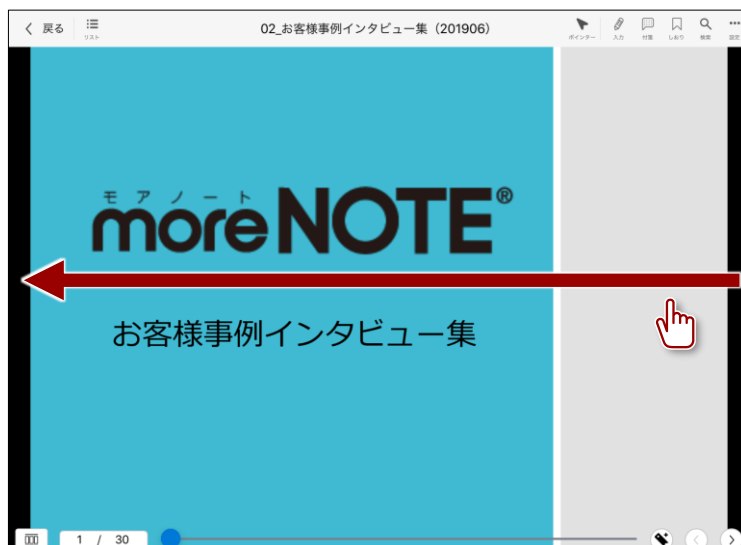 戻る
リスト
02_お客様事例インタビュー集（201906）
ポインター
入力
付箋
しおり
検索
設定
モアノート
moreNOTE®
お客様事例インタビュー集
1 / 30